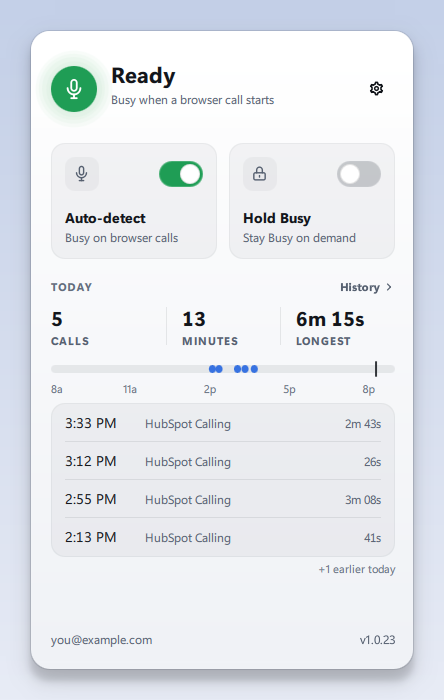 Ready
Busy when a browser call starts
Auto-detect
Busy on browser calls
Hold Busy
Stay Busy on demand
TODAY
History
5
CALLS
13
MINUTES
6m 15s
LONGEST
8a 11a 2p 5p 8p
3:33 PM HubSpot Calling 2m 43s
3:12 PM HubSpot Calling 26s
2:55 PM HubSpot Calling 3m 08s
2:13 PM HubSpot Calling 41s
+1 earlier today
you@example.com v1.0.23